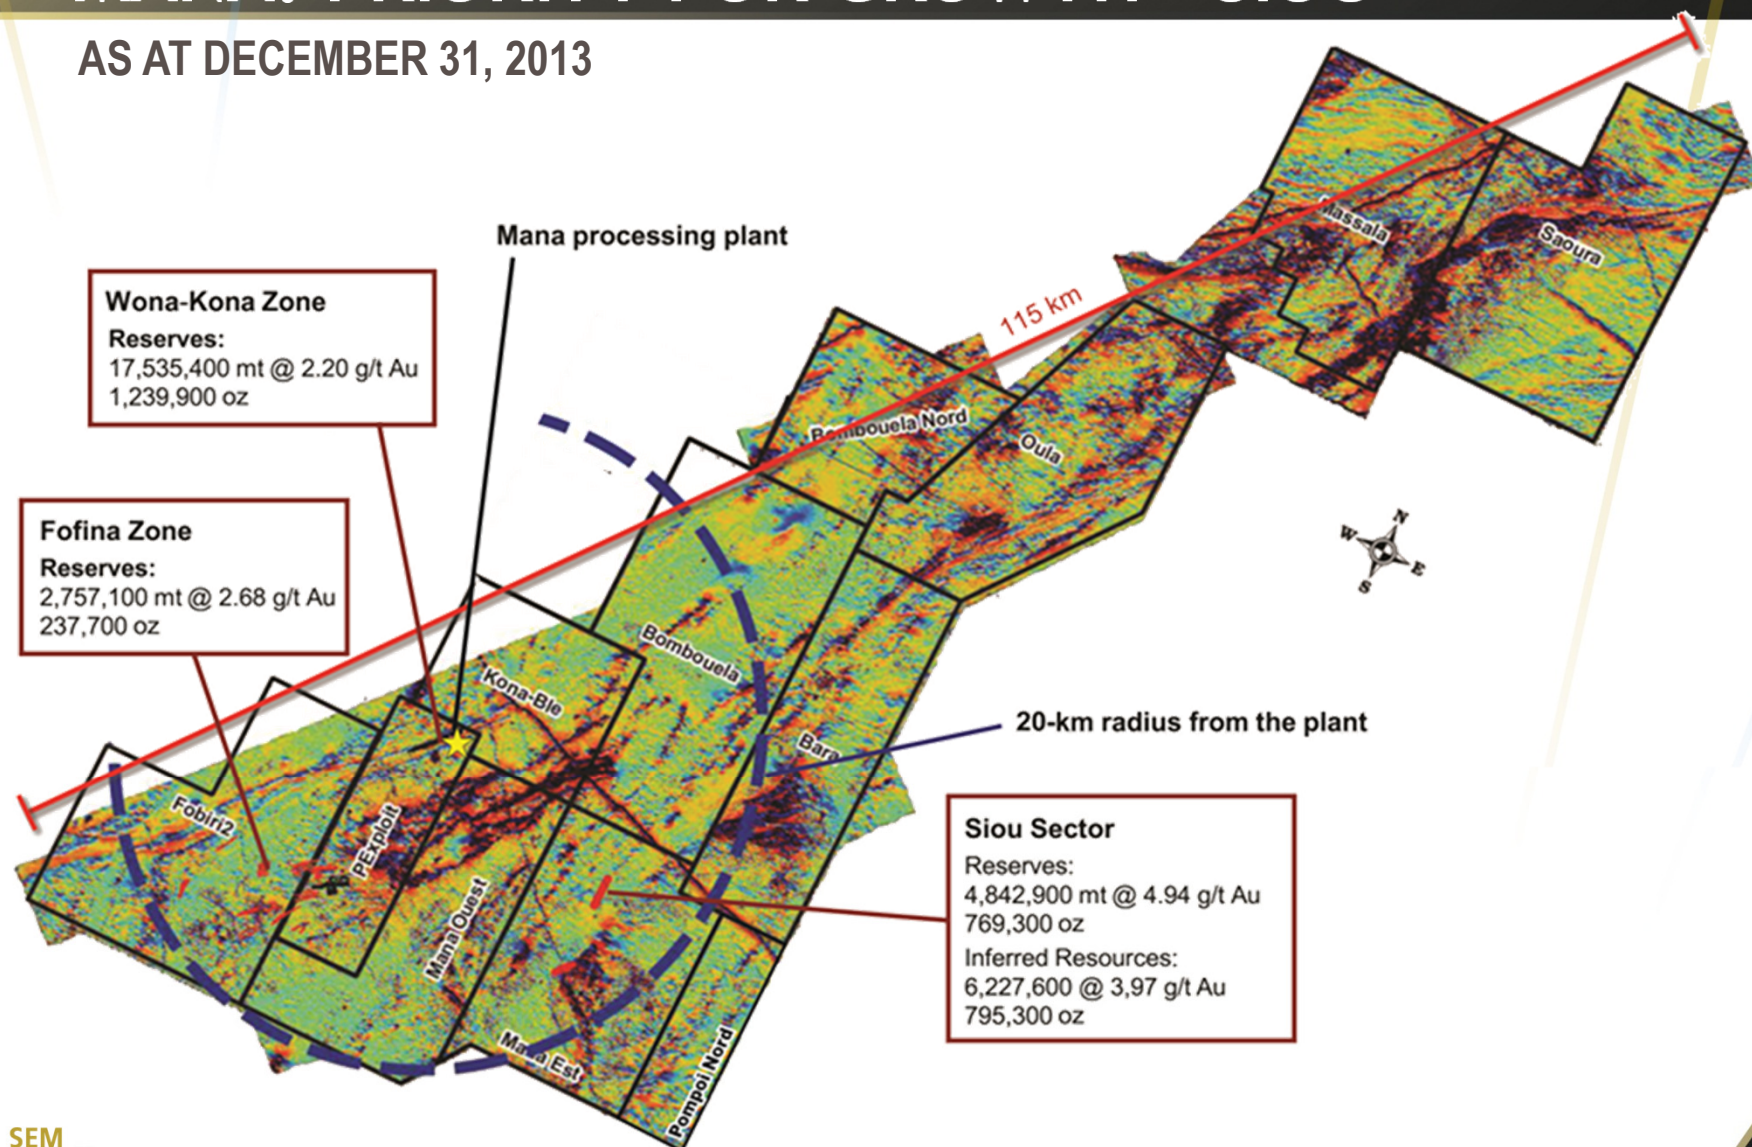 AS AT DECEMBER 31, 2013
Mana processing plant
Wona-Kona Zone
Reserves:
17,535,400 mt @ 2.20 g/t Au
1,239,900 oz
Fofina Zone
Reserves:
2,757,100 mt @ 2.68 g/t Au
237,700 oz
115 km
Massala
Saoura
Bombouela Nord
Oula
N
W
E
S
Bombouela
Kona-Ble
20-km radius from the plant
Bara
Fobiri2
PExploit
Mana Ouest
Siou Sector
Reserves:
4,842,900 mt @ 4.94 g/t Au
769,300 oz
Inferred Resources:
6,227,600 @ 3,97 g/t Au
795,300 oz
Mana Est
Pompoi Nord
SEM